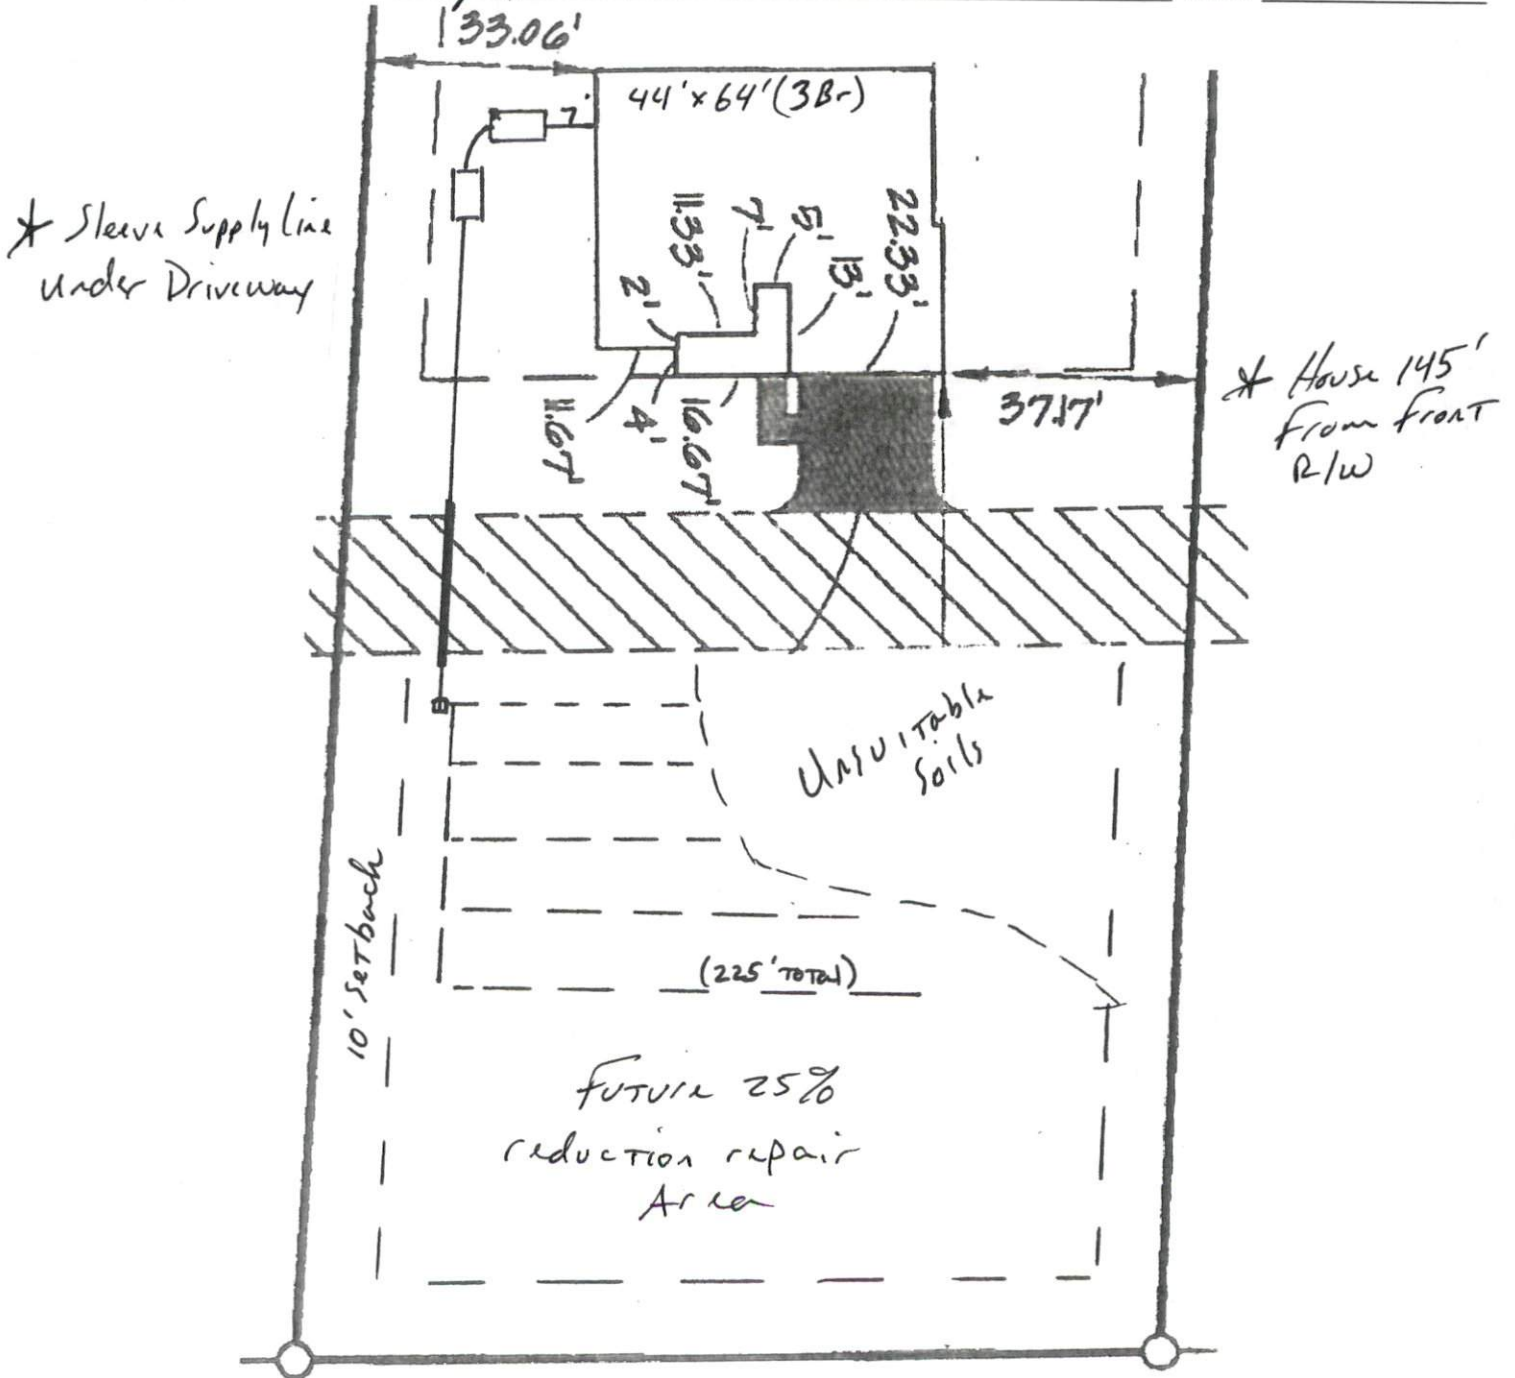 33.06'
44' x 64' (3Br)
7'
* Sleeve Supply line
under Driveway
11.33'
7'
5'
13'
22.33'
2'
11.67'
4'
16.67'
37.17'
* House 145'
From front
R/W
Unsuitable
Soils
10' setback
(225' Total)
Future 25%
reduction repair
Area